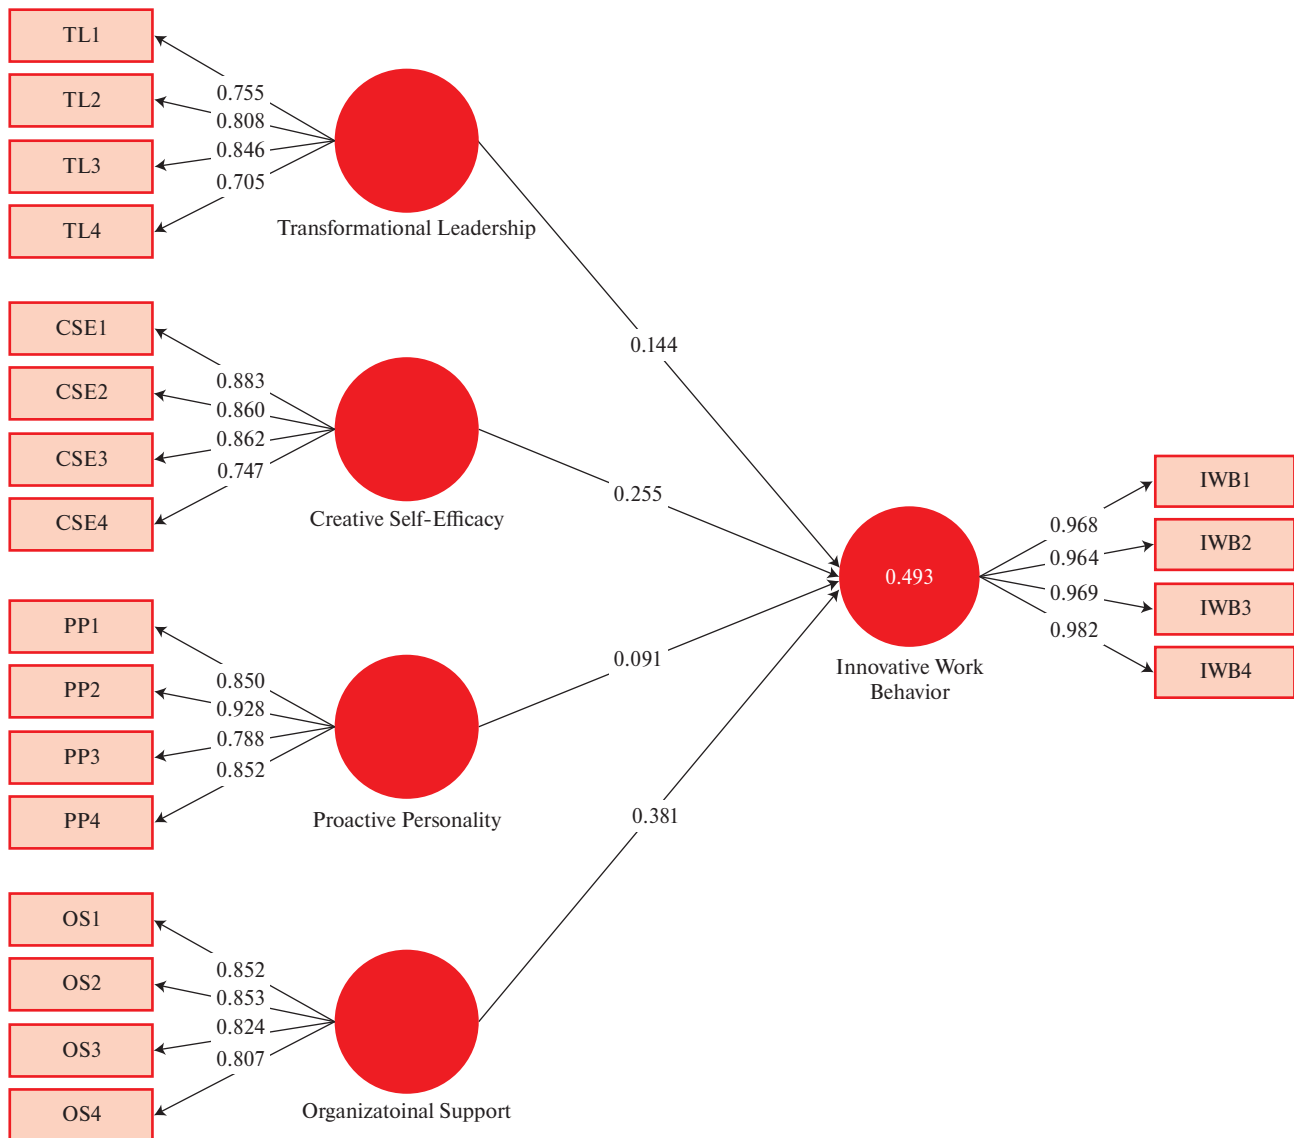 TL1
TL2
TL3
TL4
0.755
0.808
0.846
0.705
Transformational Leadership
CSE1
CSE2
CSE3
CSE4
0.883
0.860
0.862
0.747
Creative Self-Efficacy
PP1
PP2
PP3
PP4
0.850
0.928
0.788
0.852
Proactive Personality
OS1
OS2
OS3
OS4
0.852
0.853
0.824
0.807
Organizatoinal Support
0.144
0.255
0.091
0.381
0.493
Innovative Work
Behavior
0.968
0.964
0.969
0.982
IWB1
IWB2
IWB3
IWB4